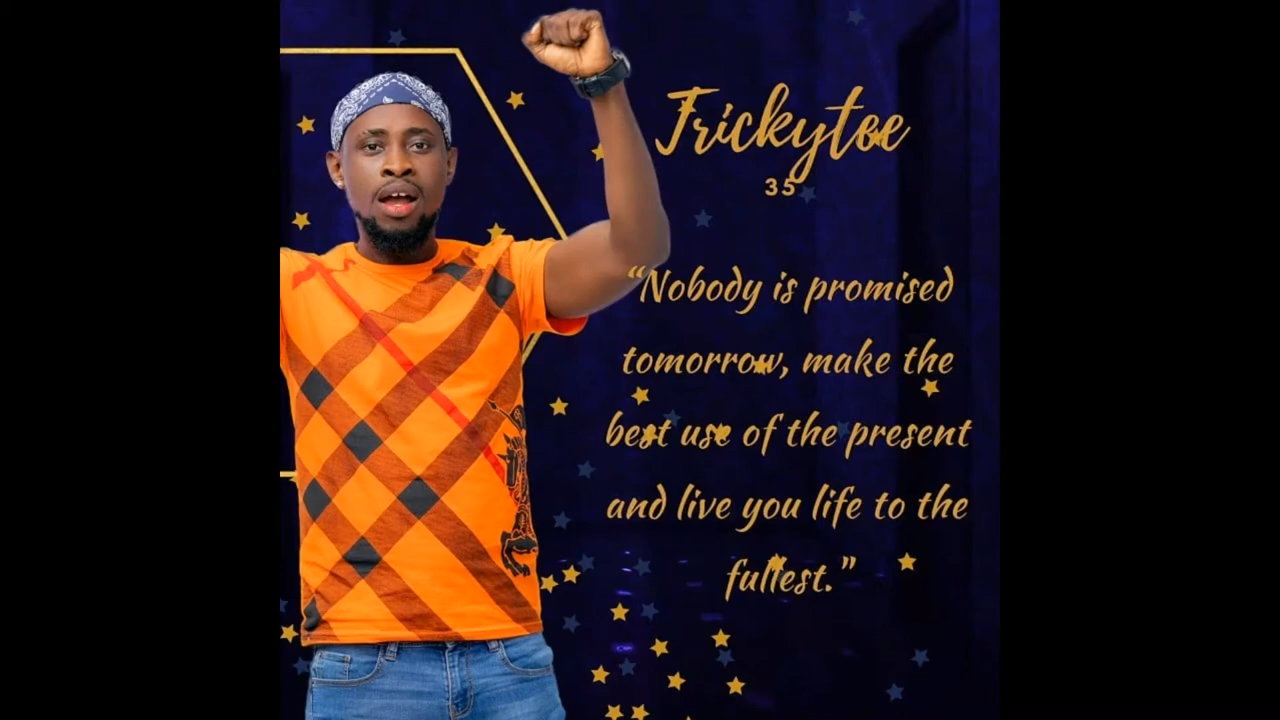 Trickytee
35
“Nobody is promised
tomorrow, make the
best use of the present
and live you life to the
fullest.”